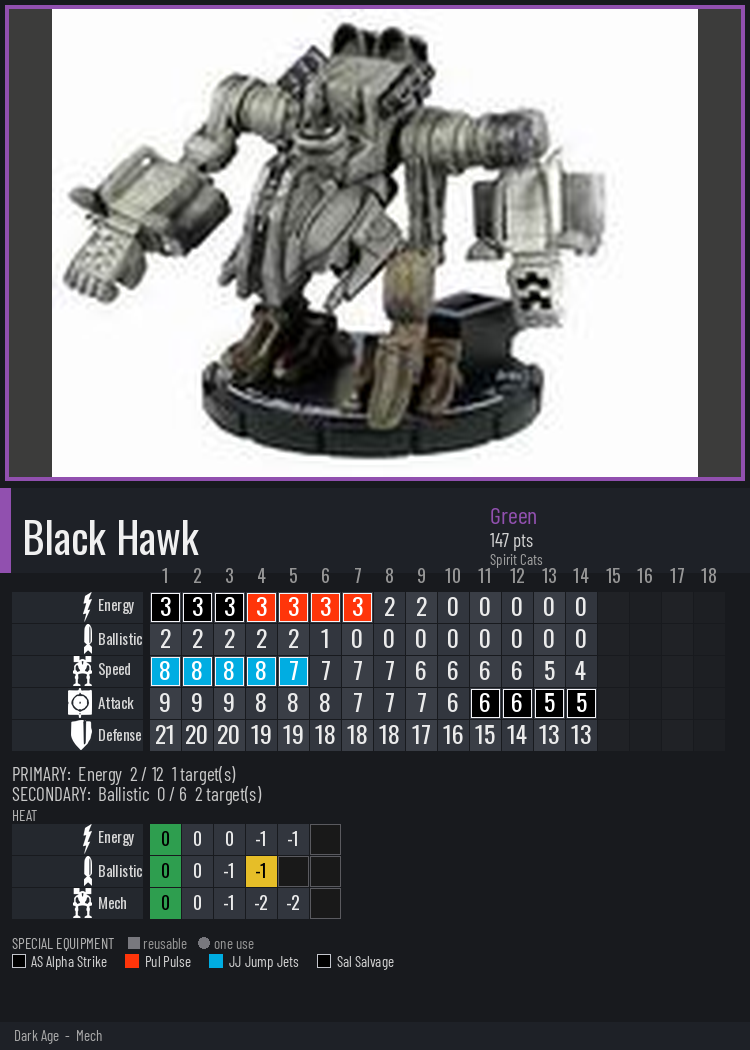 Black Hawk
Green
147 pts
Spirit Cats
1 2 3 4 5 6 7 8 9 10 11 12 13 14 15 16 17 18
Energy 3 3 3 3 3 3 3 2 2 0 0 0 0 0
Ballistic 2 2 2 2 2 1 0 0 0 0 0 0 0 0
Speed 8 8 8 8 7 7 7 7 6 6 6 6 5 4
Attack 9 9 9 8 8 8 7 7 7 6 6 6 5 5
Defense 21 20 20 19 19 18 18 18 17 16 15 14 13 13
PRIMARY: Energy 2 / 12 1 target(s)
SECONDARY: Ballistic 0 / 6 2 target(s)
HEAT
Energy 0 0 0 -1 -1
Ballistic 0 0 -1 -1
Mech 0 0 -1 -2 -2
SPECIAL EQUIPMENT reusable one use
AS Alpha Strike Pul Pulse JJ Jump Jets Sal Salvage
Dark Age - Mech